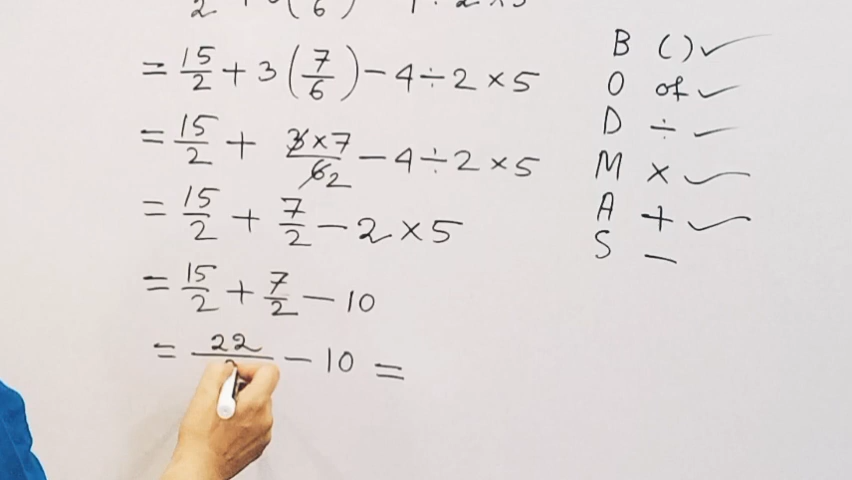 = 15/2 + 3(7/6) - 4 ÷ 2 × 5
= 15/2 + 3×7/62 - 4 ÷ 2 × 5
= 15/2 + 7/2 - 2 × 5
= 15/2 + 7/2 - 10
= 22/2 - 10 =
B ( ) ✓
O of ✓
D ÷ ✓
M × ✓
A + ✓
S -